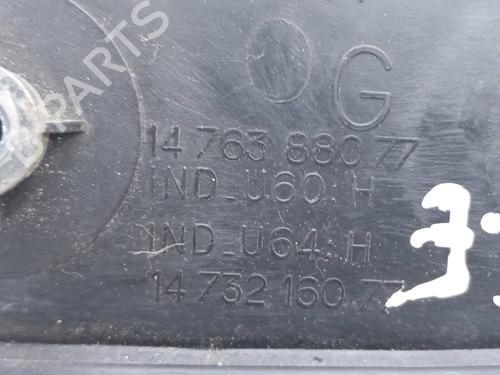 PARTS
O G
14 763 880 77
IND_U60.H
IND_U64.H
14 732 160 77